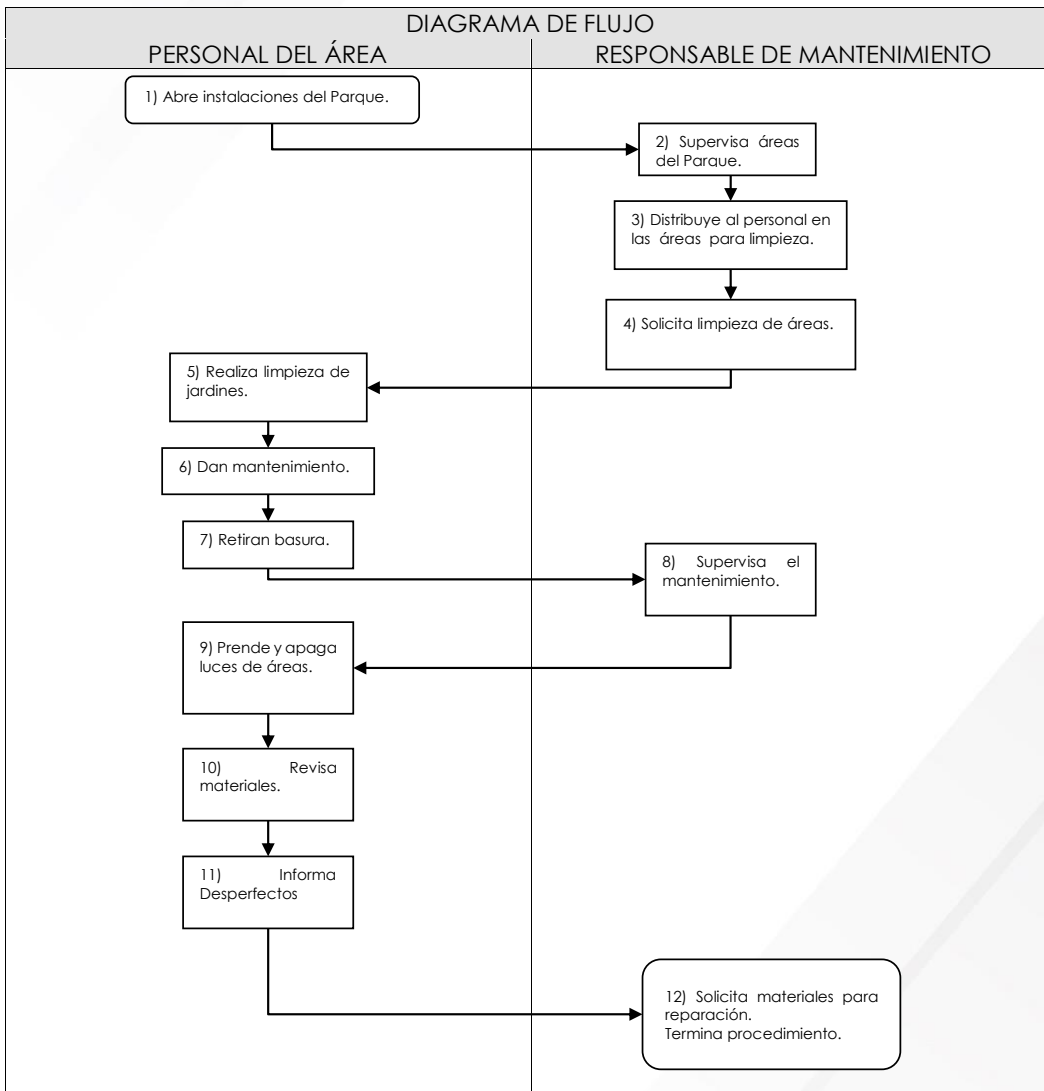 DIAGRAMA DE FLUJO
PERSONAL DEL ÁREA
RESPONSABLE DE MANTENIMIENTO
1) Abre instalaciones del Parque.
2) Supervisa áreas
del Parque.
3) Distribuye al personal en
las áreas para limpieza.
4) Solicita limpieza de áreas.
5) Realiza limpieza de
jardines.
6) Dan mantenimiento.
7) Retiran basura.
8) Supervisa el
mantenimiento.
9) Prende y apaga
luces de áreas.
10) Revisa
materiales.
11) Informa
Desperfectos
12) Solicita materiales para
reparación.
Termina procedimiento.